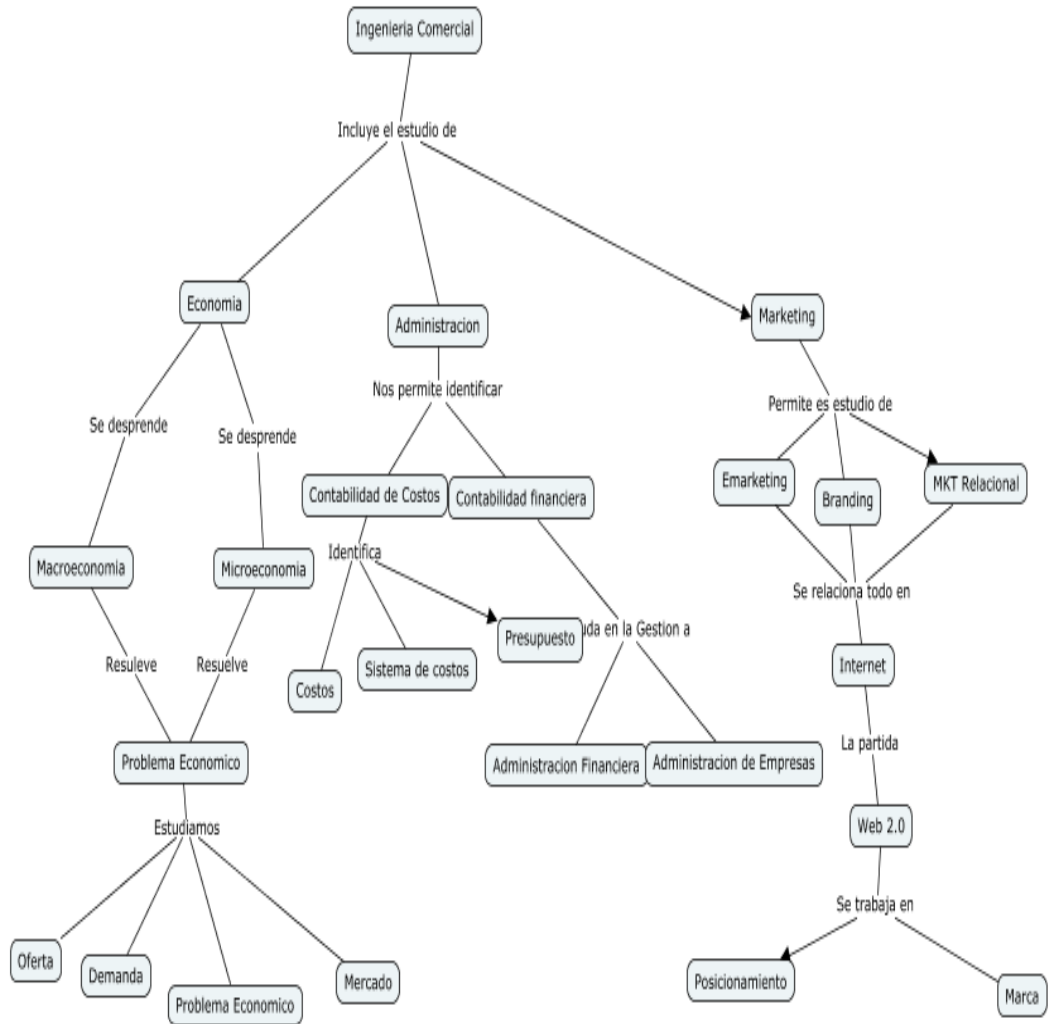 Ingenieria Comercial
Incluye el estudio de
Economia
Administracion
Marketing
Nos permite identificar
Permite es estudio de
Se desprende
Se desprende
Contabilidad de Costos
Contabilidad financiera
Emarketing
Branding
MKT Relacional
Identifica
Macroeconomia
Microeconomia
Se relaciona todo en
Presupuesto
uda en la Gestion a
Resuleve
Resuelve
Sistema de costos
Costos
Internet
La partida
Problema Economico
Administracion Financiera
Administracion de Empresas
Web 2.0
Estudiamos
Se trabaja en
Oferta
Demanda
Problema Economico
Mercado
Posicionamiento
Marca